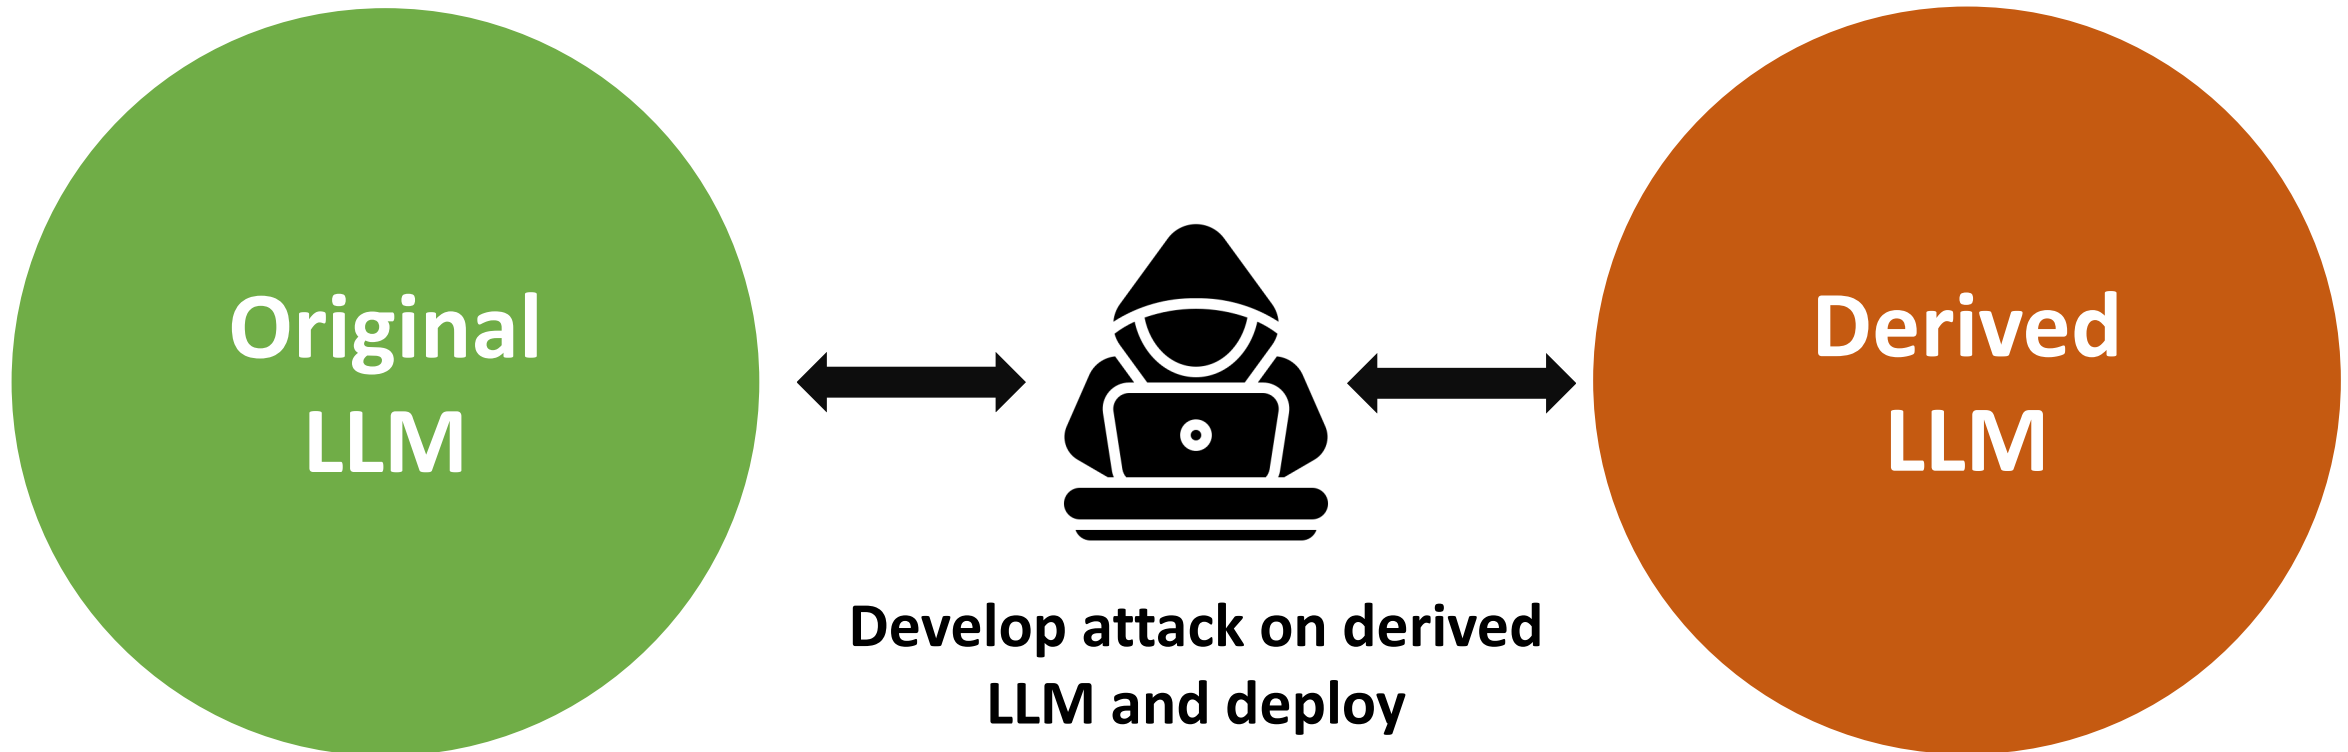 Original
LLM
Develop attack on derived
LLM and deploy
Derived
LLM